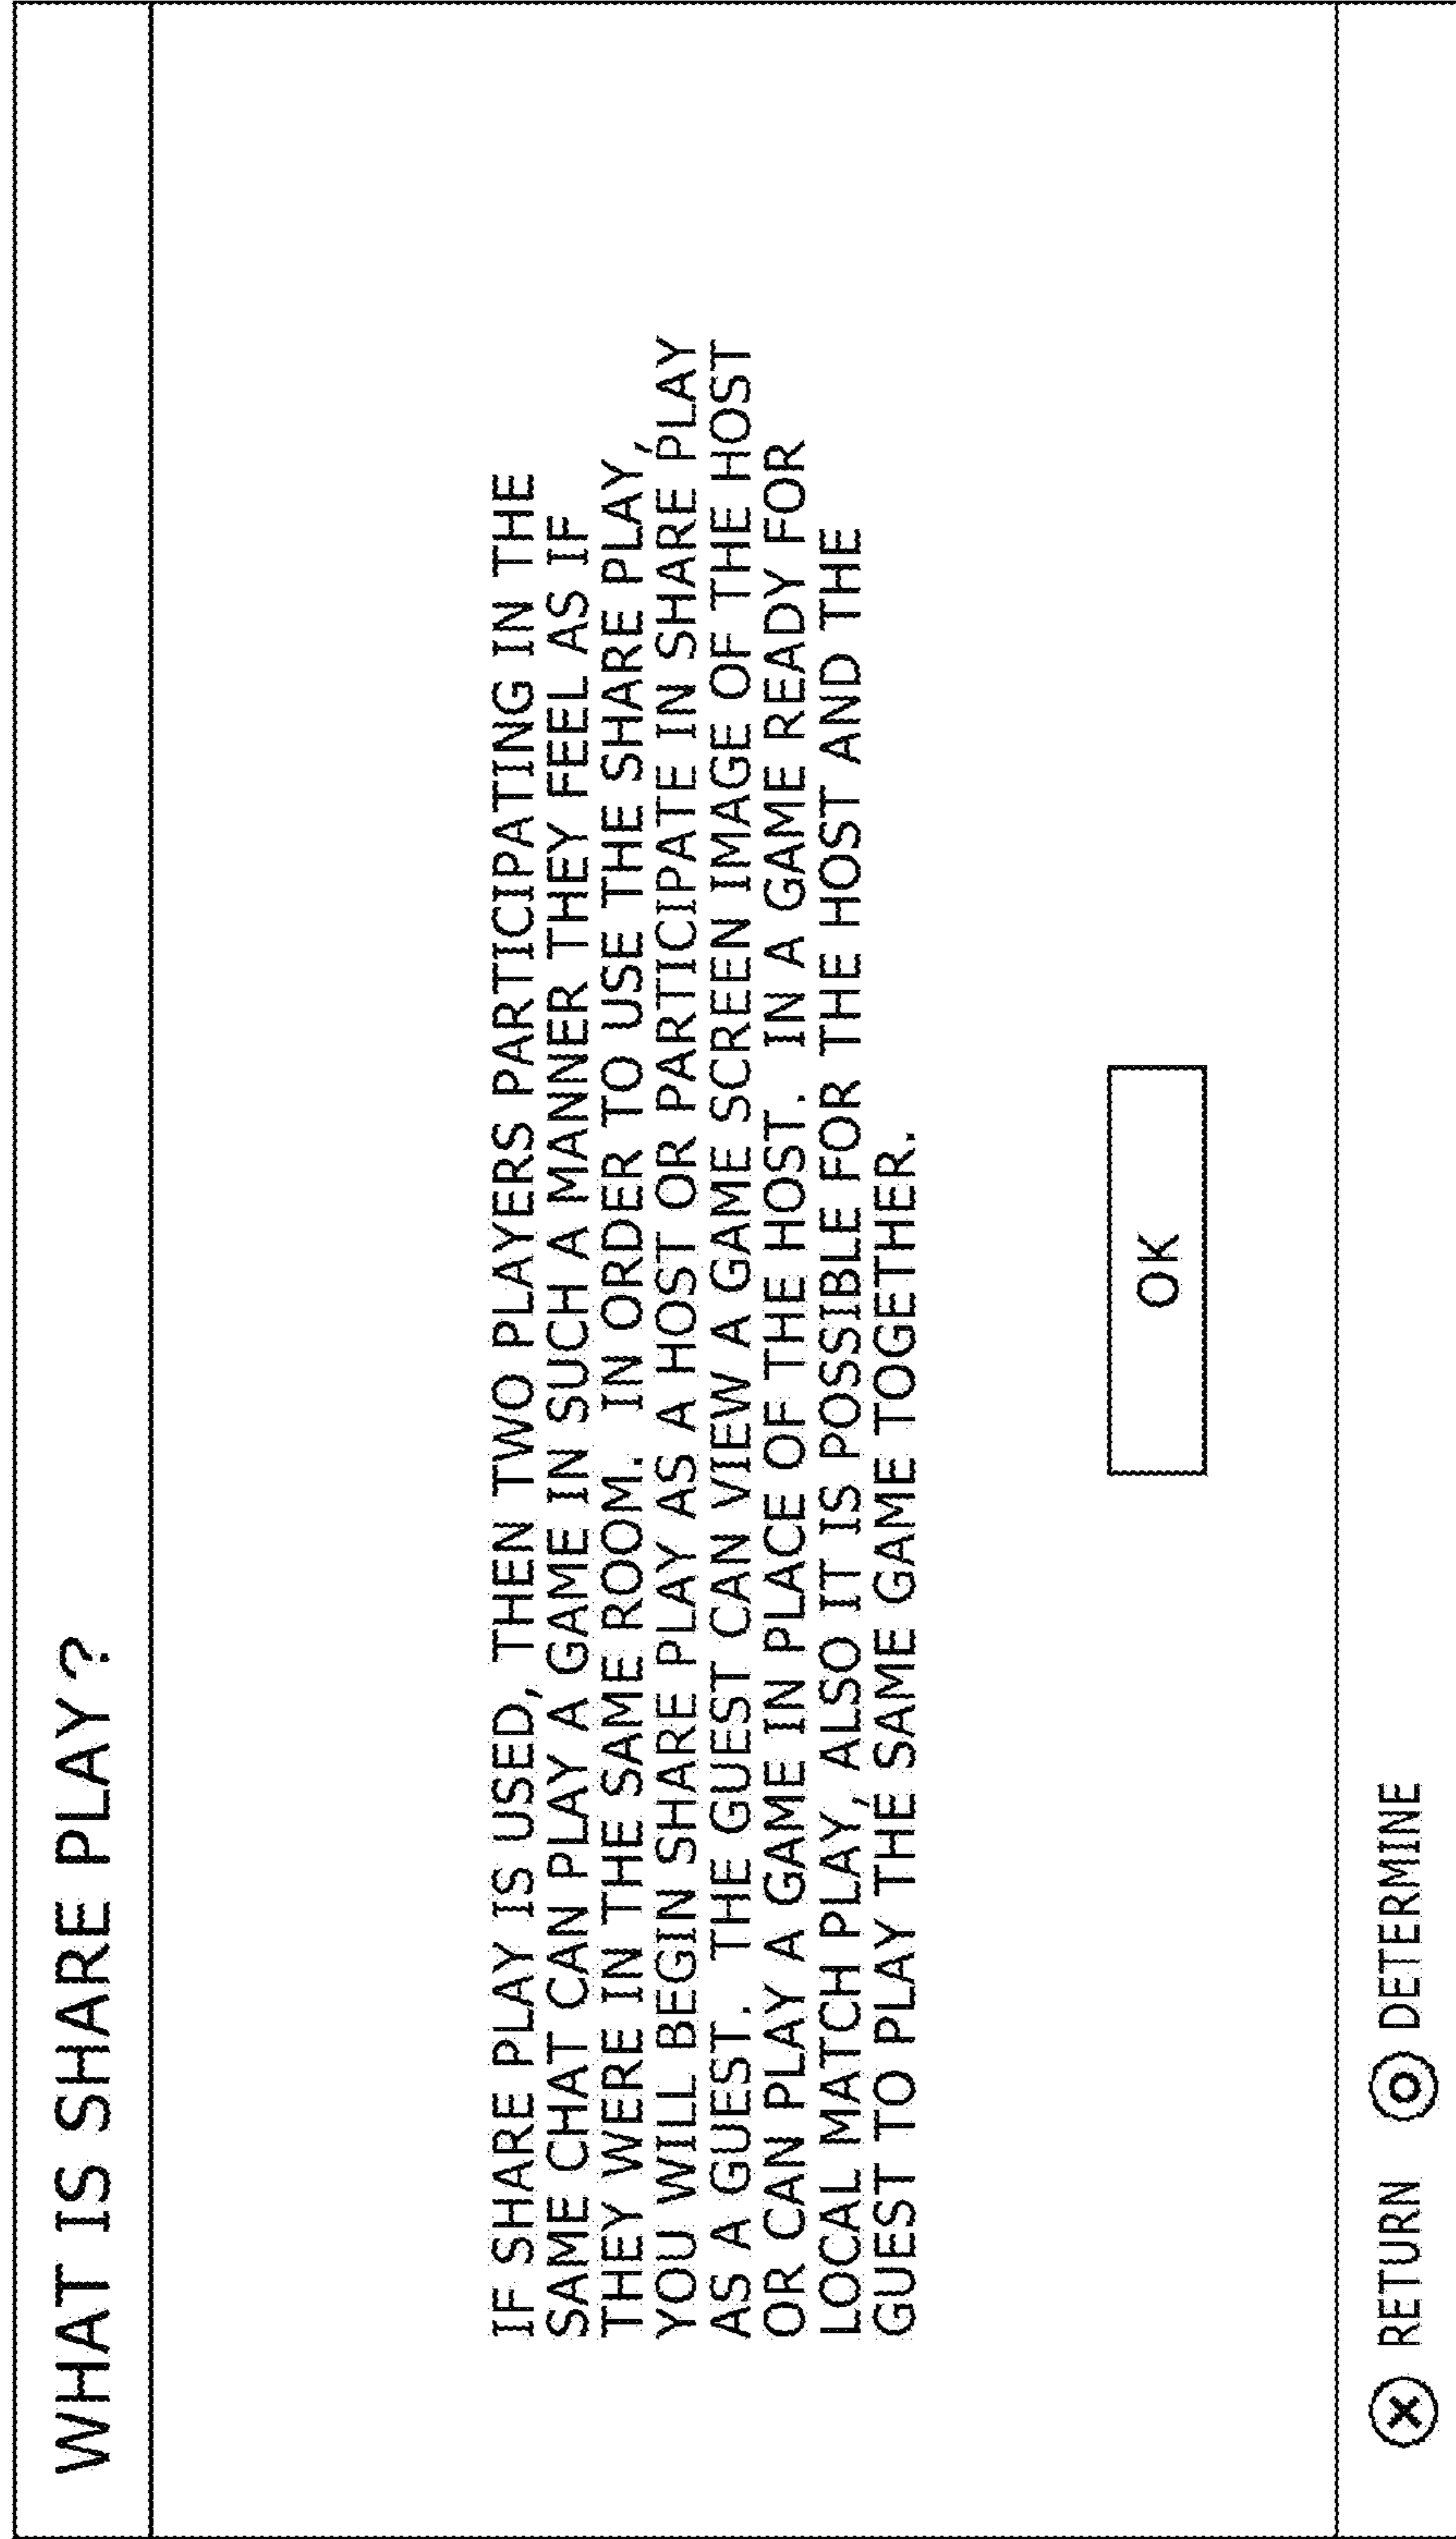 WHAT IS SHARE PLAY?
IF SHARE PLAY IS USED, THEN TWO PLAYERS PARTICIPATING IN THE
SAME CHAT CAN PLAY A GAME IN SUCH A MANNER THEY FEEL AS IF
THEY WERE IN THE SAME ROOM. IN ORDER TO USE THE SHARE PLAY,
YOU WILL BEGIN SHARE PLAY AS A HOST OR PARTICIPATE IN SHARE PLAY
AS A GUEST. THE GUEST CAN VIEW A GAME SCREEN IMAGE OF THE HOST
OR CAN PLAY A GAME IN PLACE OF THE HOST. IN A GAME READY FOR
LOCAL MATCH PLAY, ALSO IT IS POSSIBLE FOR THE HOST AND THE
GUEST TO PLAY THE SAME GAME TOGETHER.
OK
RETURN DETERMINE